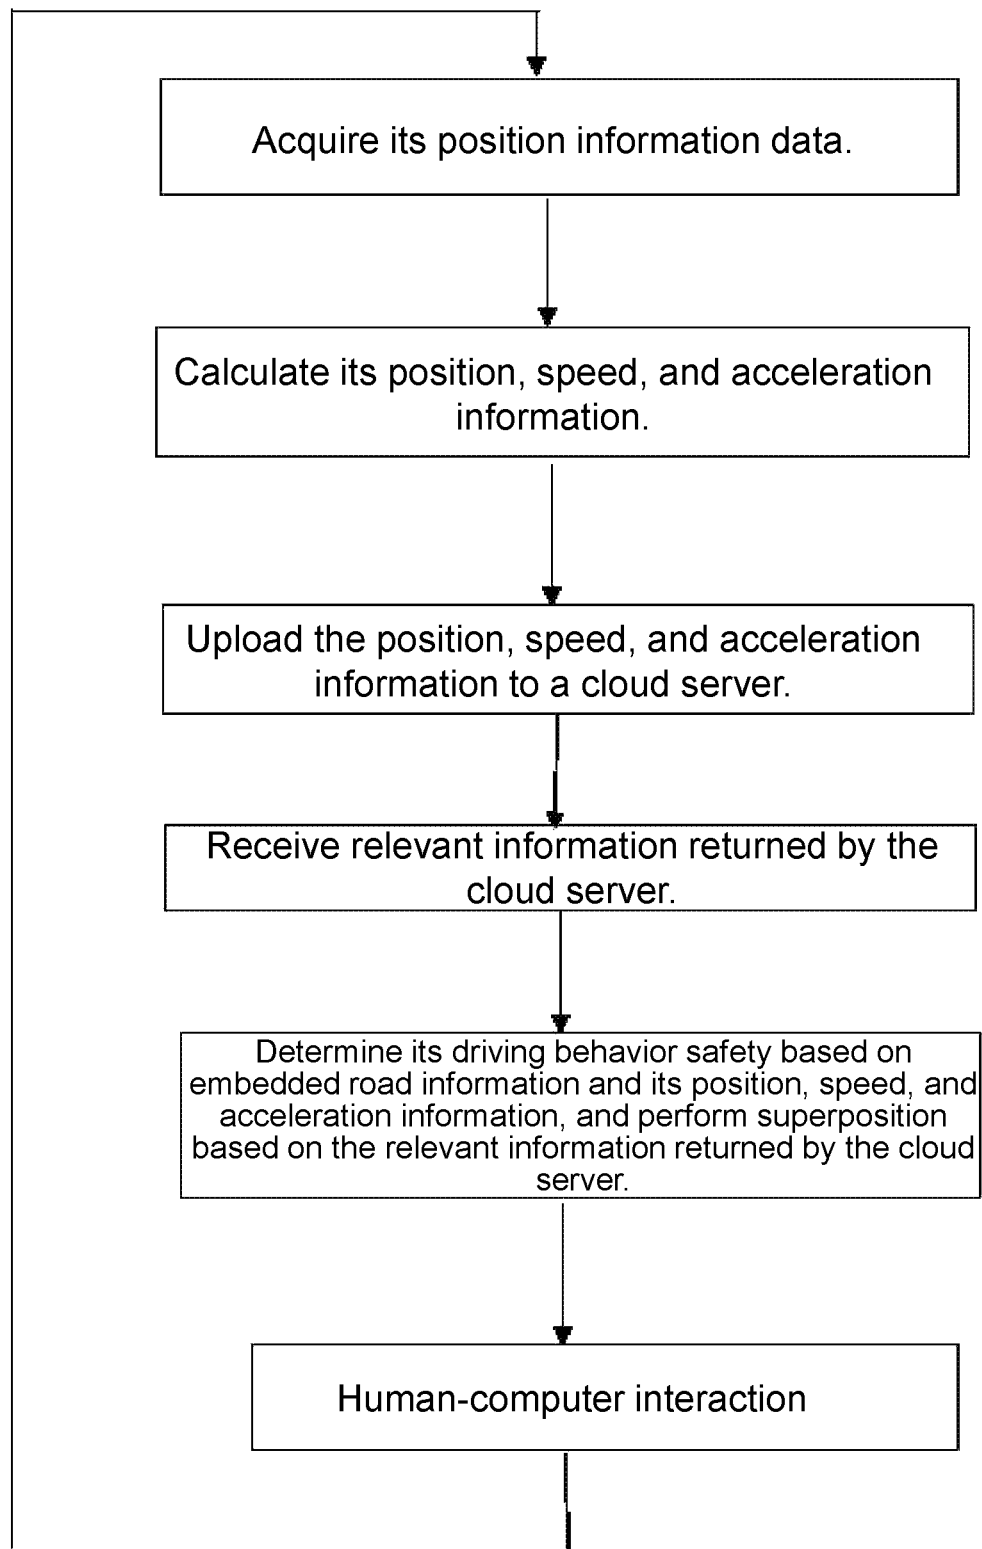 Acquire its position information data.
Calculate its position, speed, and acceleration
information.
Upload the position, speed, and acceleration
information to a cloud server.
Receive relevant information returned by the
cloud server.
Determine its driving behavior safety based on
embedded road information and its position, speed, and
acceleration information, and perform superposition
based on the relevant information returned by the cloud
server.
Human-computer interaction